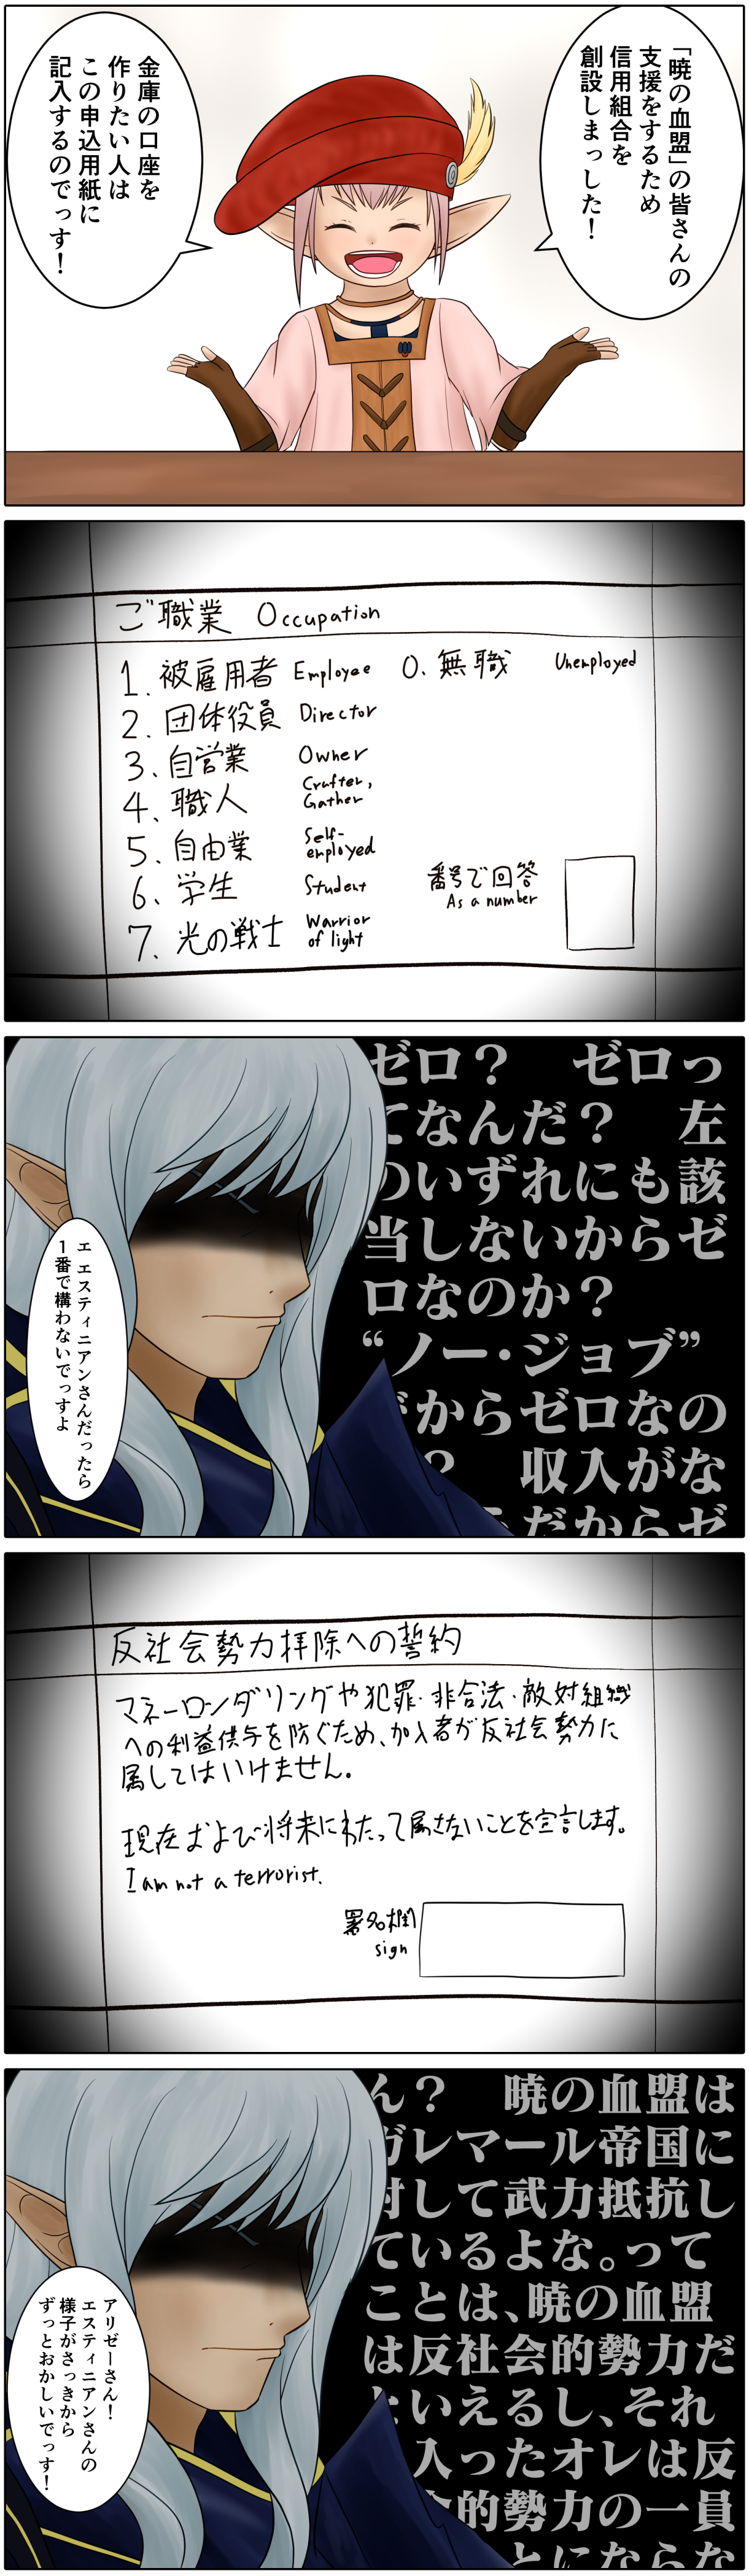 「暁の血盟」の皆さんの
支援をするため
信用組合を
創設しまっした！
金庫の口座を
作りたい人は
この申込用紙に
記入するのでっす！
ご職業 Occupation
1. 被雇用者 Employee 0. 無職 Unemployed
2. 団体役員 Director
3. 自営業 Owner
4. 職人 Crafter, Gather
5. 自由業 Self-employed
6. 学生 Student
7. 光の戦士 Warrior of light
番号で回答
As a number
ゼロ？　ゼロっ
てなんだ？　左
のいずれにも該
当しないからゼ
ロなのか？
“ノー・ジョブ”
だからゼロなの
？　収入がな
だからゼ
エ エスティニアンさんだったら
１番で構わないでっすよ
反社会勢力拝除への誓約
マネーロンダリングや犯罪・非合法・敵対組織
への利益供与を防ぐため、加入者が反社会勢力に
属してはいけません。
現在および将来にわたって属さないことを宣言します。
I am not a terrorist.
署名欄
sign
ん？　暁の血盟は
ガレマール帝国に
対して武力抵抗し
ているよな。って
ことは、暁の血盟
は反社会的勢力だ
といえるし、それ
入ったオレは反
的勢力の一員
とにならな
アリゼーさん！
エスティニアンさんの
様子がさっきから
ずっとおかしいでっす！